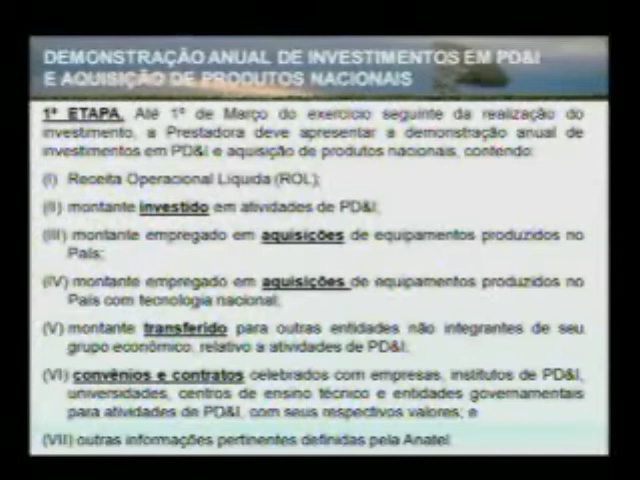 DEMONSTRAÇÃO ANUAL DE INVESTIMENTOS EM PD&I
E AQUISIÇÃO DE PRODUTOS NACIONAIS
1ª ETAPA. Até 1º de Março do exercício seguinte da realização do
investimento, a Prestadora deve apresentar a demonstração anual de
investimentos em PD&I e aquisição de produtos nacionais, contendo:
(I) Receita Operacional Líquida (ROL);
(II) montante investido em atividades de PD&I;
(III) montante empregado em aquisições de equipamentos produzidos no
País;
(IV) montante empregado em aquisições de equipamentos produzidos no
País com tecnologia nacional;
(V) montante transferido para outras entidades não integrantes de seu
grupo econômico, relativo a atividades de PD&I;
(VI) convênios e contratos celebrados com empresas, institutos de PD&I,
universidades, centros de ensino técnico e entidades governamentais
para atividades de PD&I, com seus respectivos valores; e
(VII) outras informações pertinentes definidas pela Anatel.